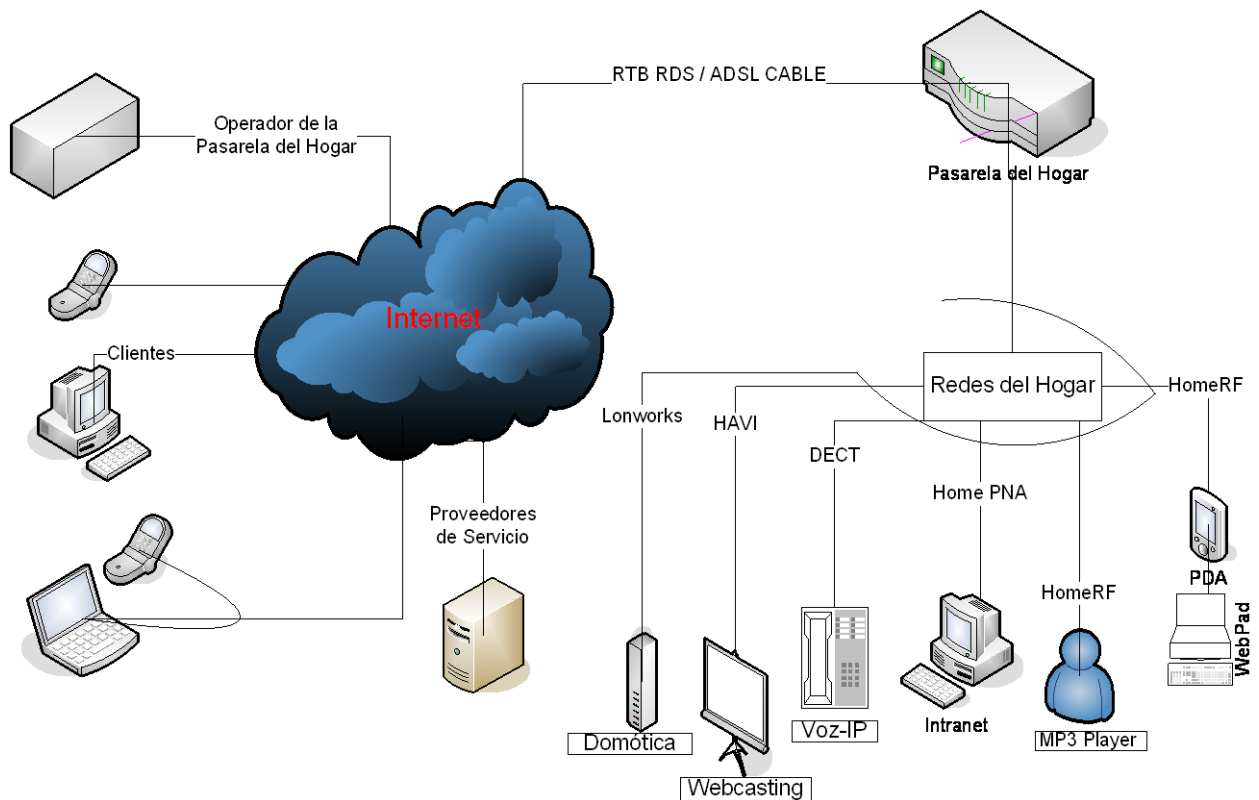 RTB RDS / ADSL CABLE
Operador de la
Pasarela del Hogar
Pasarela del Hogar
Internet
Clientes
Redes del Hogar
HomeRF
Lonworks
HAVI
DECT
Home PNA
Proveedores
de Servicio
HomeRF
PDA
WebPad
Intranet
Voz-IP
Domótica
MP3 Player
Webcasting